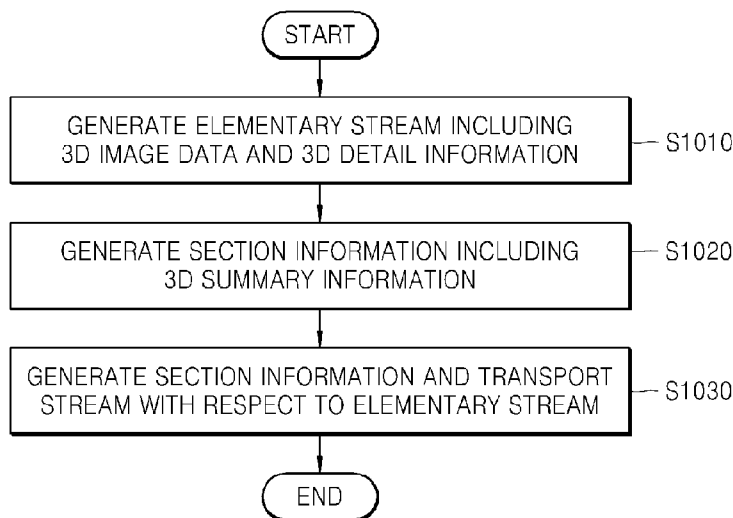 START
GENERATE ELEMENTARY STREAM INCLUDING
3D IMAGE DATA AND 3D DETAIL INFORMATION
S1010
GENERATE SECTION INFORMATION INCLUDING
3D SUMMARY INFORMATION
S1020
GENERATE SECTION INFORMATION AND TRANSPORT
STREAM WITH RESPECT TO ELEMENTARY STREAM
S1030
END